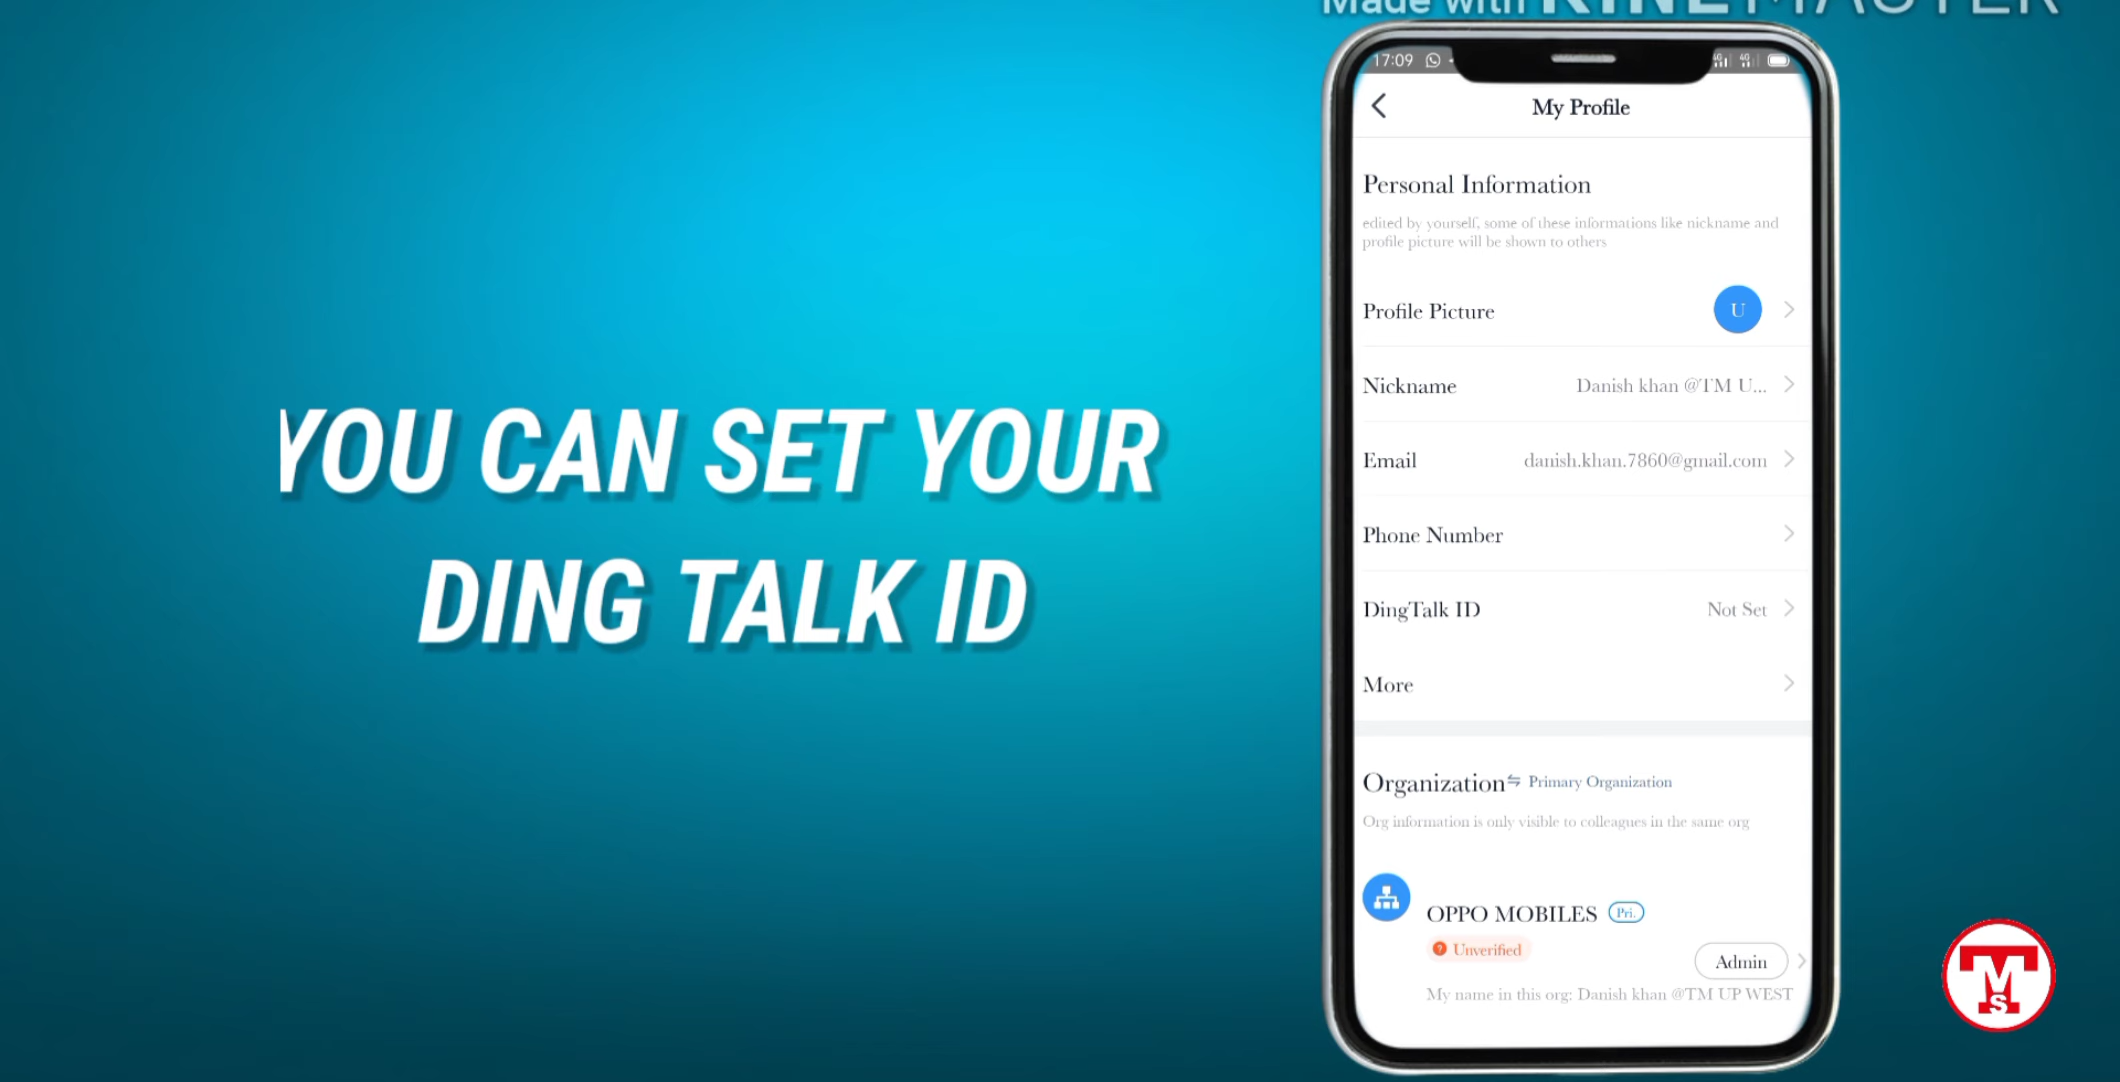 Made with KINEMASTER
YOU CAN SET YOUR
DING TALK ID
17:09
My Profile
Personal Information
edited by yourself, some of these informations like nickname and
profile picture will be shown to others
Profile Picture U
Nickname Danish khan @TM U...
Email danish.khan.7860@gmail.com
Phone Number
DingTalk ID Not Set
More
Organization Primary Organization
Org information is only visible to colleagues in the same org
OPPO MOBILES Pri.
Unverified
Admin
My name in this org: Danish khan @TM UP WEST
TMS